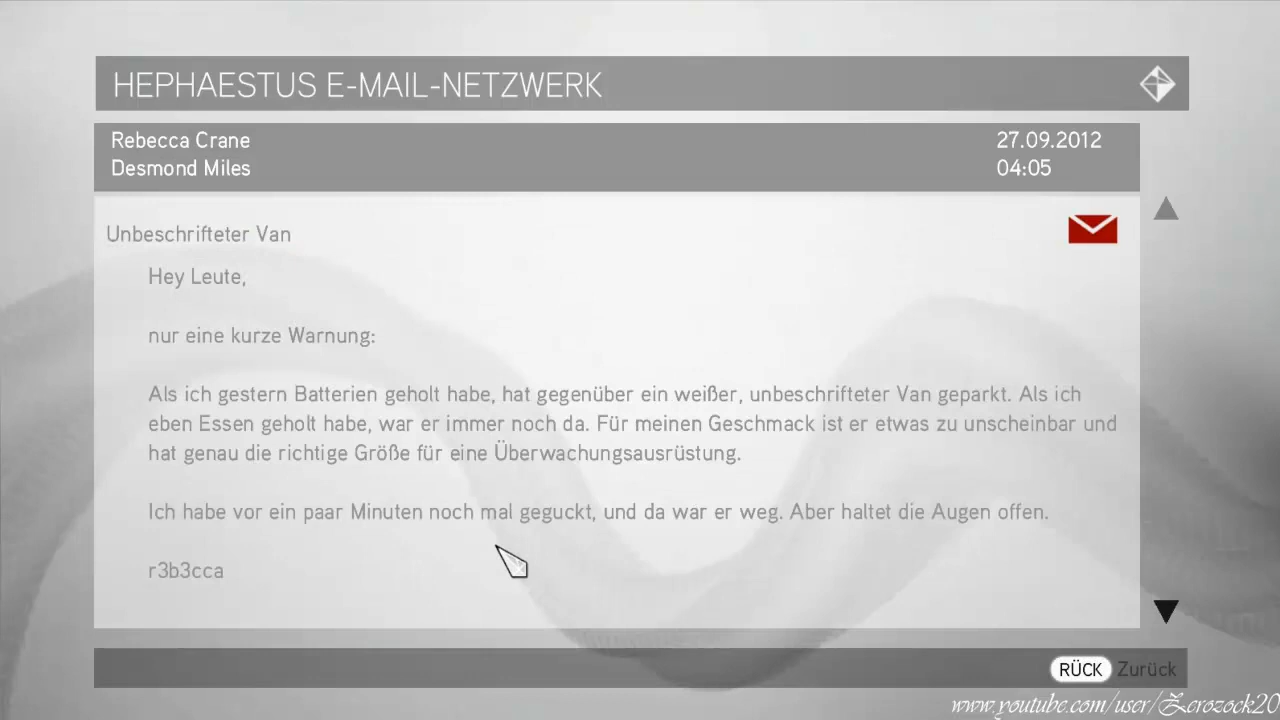 HEPHAESTUS E-MAIL-NETZWERK
Rebecca Crane
27.09.2012
Desmond Miles
04:05
Unbeschrifteter Van
Hey Leute,
nur eine kurze Warnung:
Als ich gestern Batterien geholt habe, hat gegenüber ein weißer, unbeschrifteter Van geparkt. Als ich
eben Essen geholt habe, war er immer noch da. Für meinen Geschmack ist er etwas zu unscheinbar und
hat genau die richtige Größe für eine Überwachungsausrüstung.
Ich habe vor ein paar Minuten noch mal geguckt, und da war er weg. Aber haltet die Augen offen.
r3b3cca
RÜCK Zurück
www.youtube.com/user/Zerozock20